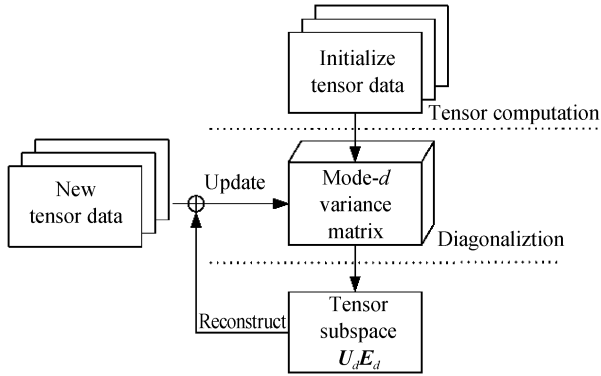 Initialize
tensor data
Tensor computation
New
tensor data
Update
Mode-d
variance
matrix
Diagonaliztion
Reconstruct
Tensor
subspace
UdEd